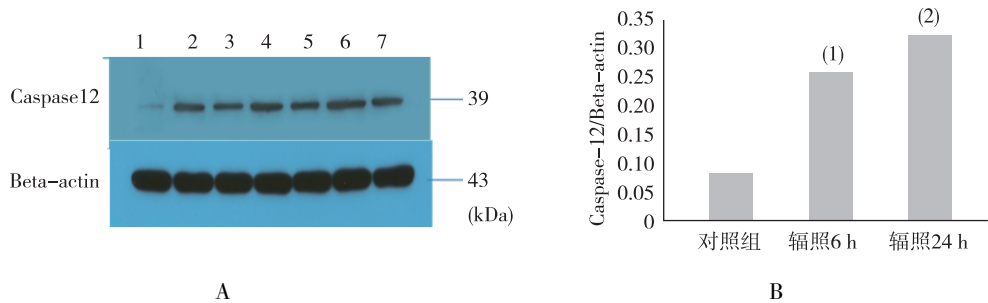 1 2 3 4 5 6 7
Caspase12
39
Beta-actin
43
(kDa)
A
Caspase-12/Beta-actin
0.35
0.30
0.25
0.20
0.15
0.10
0.05
0
(1)
(2)
对照组 辐照6 h 辐照24 h
B